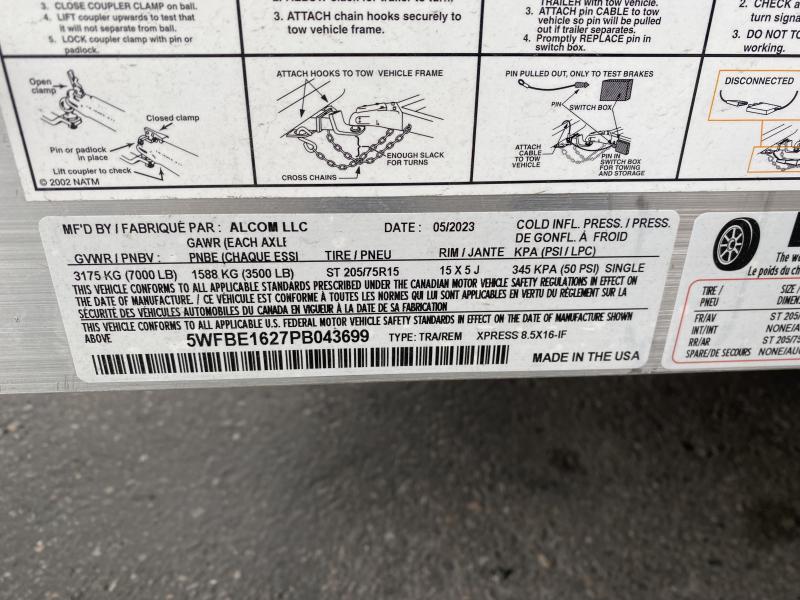 3. CLOSE COUPLER CLAMP on ball.
4. LIFT coupler upwards to test that
it will not separate from ball.
5. LOCK coupler clamp with pin or
padlock.
3. ATTACH chain hooks securely to
tow vehicle frame.
TRAILER with tow vehicle.
3. ATTACH pin CABLE to tow
vehicle so pin will be pulled
out if trailer separates.
4. Promptly REPLACE pin in
switch box.
2. CHECK a
turn signa
3. DO NOT TO
working.
Open
clamp
Closed clamp
Pin or padlock
in place
Lift coupler to check
© 2002 NATM
ATTACH HOOKS TO TOW VEHICLE FRAME
ENOUGH SLACK
FOR TURNS
CROSS CHAINS
PIN PULLED OUT, ONLY TO TEST BRAKES
PIN
SWITCH BOX
ATTACH
CABLE
TO TOW
VEHICLE
PIN IN
SWITCH BOX
FOR TOWING
AND STORAGE
DISCONNECTED
MF'D BY / FABRIQUÉ PAR : ALCOM LLC DATE : 05/2023 COLD INFL. PRESS. / PRESS.
DE GONFL. À FROID
GAWR (EACH AXLE
GVWR / PNBV : PNBE (CHAQUE ESSI TIRE / PNEU RIM / JANTE KPA (PSI / LPC)
3175 KG (7000 LB) 1588 KG (3500 LB) ST 205/75R15 15 X 5 J 345 KPA (50 PSI) SINGLE
THIS VEHICLE CONFORMS TO ALL APPLICABLE STANDARDS PRESCRIBED UNDER THE CANADIAN MOTOR VEHICLE SAFETY REGULATIONS IN EFFECT ON
THE DATE OF MANUFACTURE. / CE VÉHICULE EST CONFORME À TOUTES LES NORMES QUI LUI SONT APPLICABLES EN VERTU DU RÈGLEMENT SUR LA
SÉCURITÉ DES VÉHICULES AUTOMOBILES DU CANADA EN VIGUEUR À LA DATE DE SA FABRICATION
THIS VEHICLE CONFORMS TO ALL APPLICABLE U.S. FEDERAL MOTOR VEHICLE SAFETY STANDARDS IN EFFECT ON THE DATE OF MANUFACTURE SHOWN
ABOVE. 5WFBE1627PB043699 TYPE: TRA/REM XPRESS 8.5X16-IF
MADE IN THE USA
The w
Le poids du c
TIRE / SIZE /
PNEU DIMEN
FR/AV ST 205
INT/INT NONE/A
RR/AR ST 205/7
SPARE/DE SECOURS NONE/AU